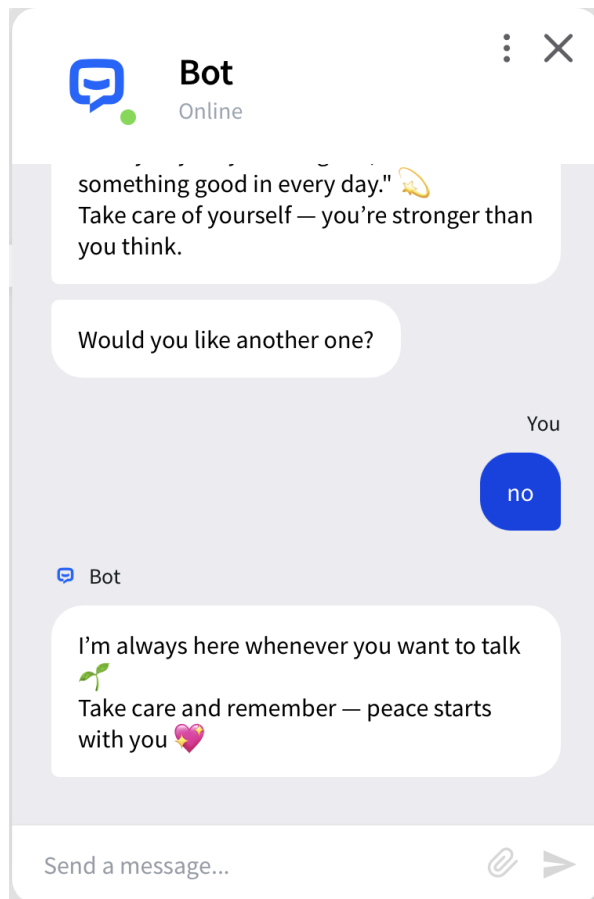 Bot
Online
something good in every day." 💫
Take care of yourself — you’re stronger than
you think.
Would you like another one?
You
no
Bot
I’m always here whenever you want to talk
🌱
Take care and remember — peace starts
with you 💖
Send a message...